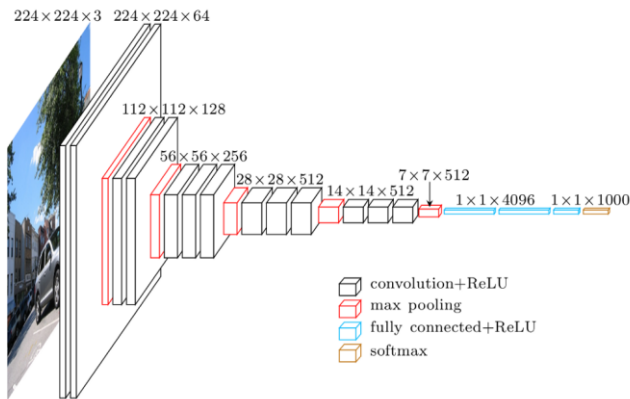 224×224×3
224×224×64
112×112×128
56×56×256
28×28×512
14×14×512
7×7×512
1×1×4096
1×1×1000
convolution+ReLU
max pooling
fully connected+ReLU
softmax